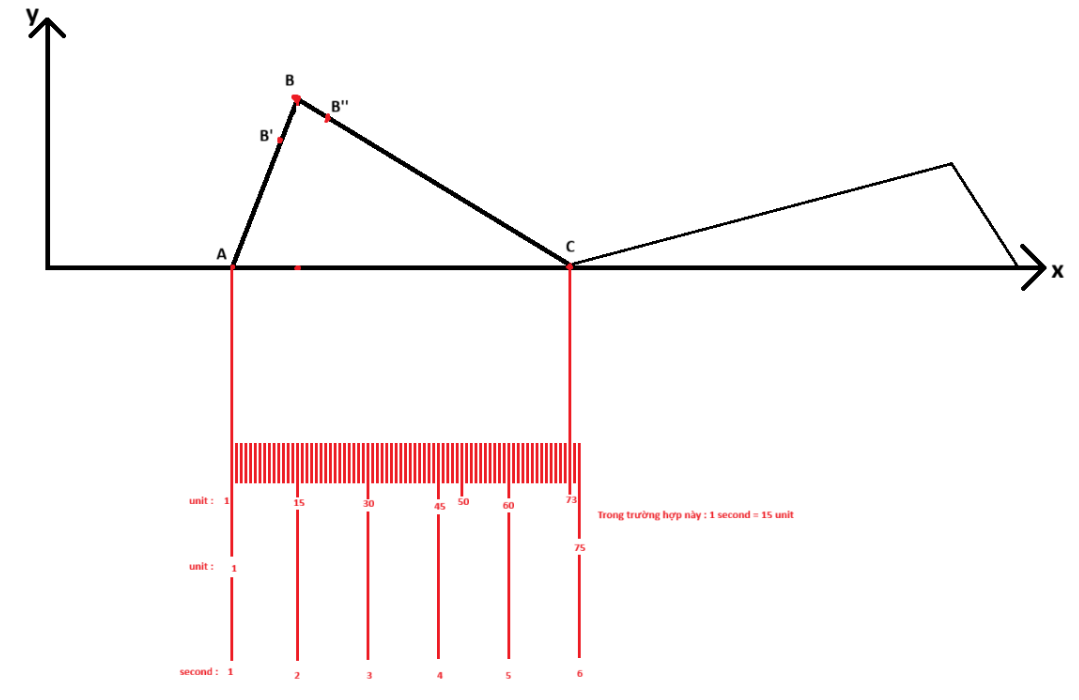 y
B
B"
B'
A
C
x
unit : 1 15 30 45 50 60 73
Trong trường hợp này : 1 second = 15 unit
75
unit : 1
second : 1 2 3 4 5 6